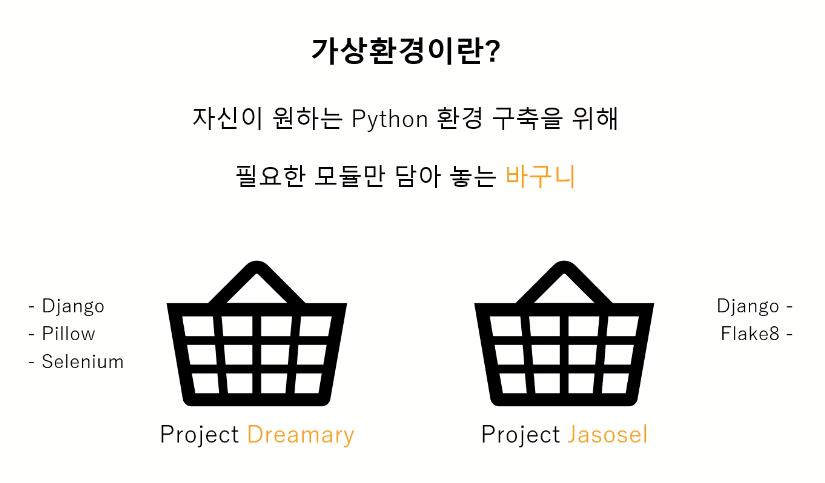 가상환경이란?
자신이 원하는 Python 환경 구축을 위해
필요한 모듈만 담아 놓는 바구니
- Django
- Pillow
- Selenium
Project Dreamary
Django -
Flake8 -
Project Jasosel